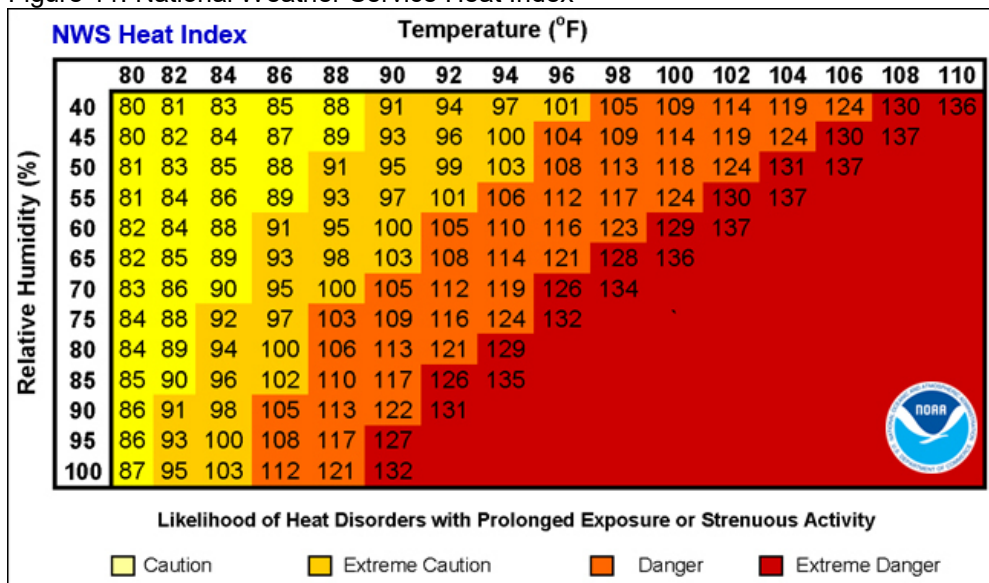 Figure 11. National Weather Service Heat Index
NWS Heat Index Temperature (°F)
80 82 84 86 88 90 92 94 96 98 100 102 104 106 108 110
Relative Humidity (%)
40 80 81 83 85 88 91 94 97 101 105 109 114 119 124 130 136
45 80 82 84 87 89 93 96 100 104 109 114 119 124 130 137
50 81 83 85 88 91 95 99 103 108 113 118 124 131 137
55 81 84 86 89 93 97 101 106 112 117 124 130 137
60 82 84 88 91 95 100 105 110 116 123 129 137
65 82 85 89 93 98 103 108 114 121 128 136
70 83 86 90 95 100 105 112 119 126 134
75 84 88 92 97 103 109 116 124 132
80 84 89 94 100 106 113 121 129
85 85 90 96 102 110 117 126 135
90 86 91 98 105 113 122 131
95 86 93 100 108 117 127
100 87 95 103 112 121 132
NOAA
Likelihood of Heat Disorders with Prolonged Exposure or Strenuous Activity
Caution Extreme Caution Danger Extreme Danger